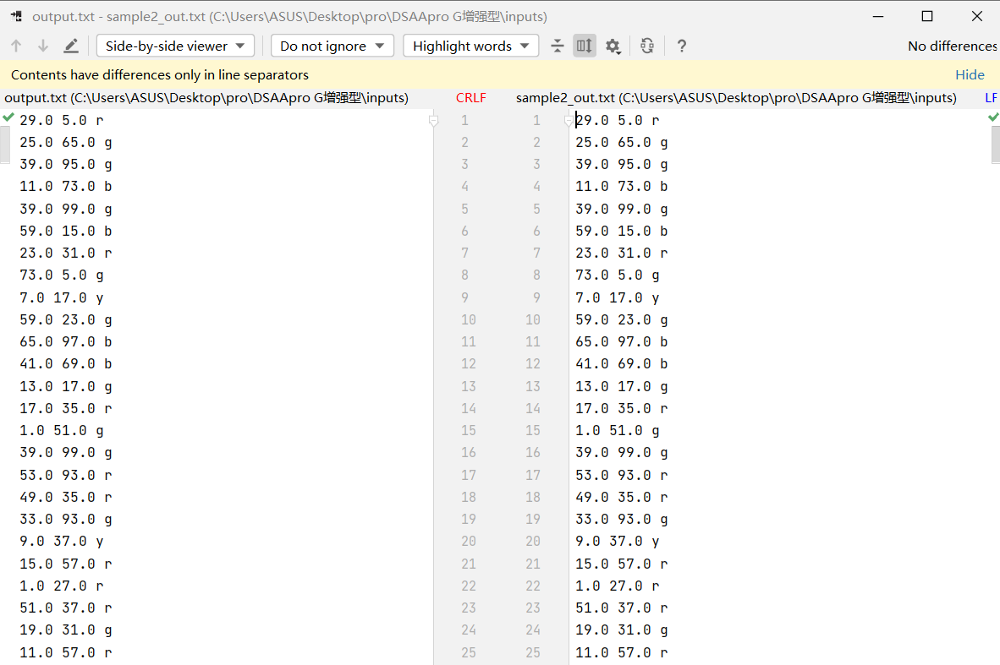 output.txt - sample2_out.txt (C:\Users\ASUS\Desktop\pro\DSAApro G增强型\inputs)
Side-by-side viewer Do not ignore Highlight words ? No differences
Contents have differences only in line separators Hide
output.txt (C:\Users\ASUS\Desktop\pro\DSAApro G增强型\inputs) CRLF sample2_out.txt (C:\Users\ASUS\Desktop\pro\DSAApro G增强型\inputs) LF
29.0 5.0 r 1 1 29.0 5.0 r
25.0 65.0 g 2 2 25.0 65.0 g
39.0 95.0 g 3 3 39.0 95.0 g
11.0 73.0 b 4 4 11.0 73.0 b
39.0 99.0 g 5 5 39.0 99.0 g
59.0 15.0 b 6 6 59.0 15.0 b
23.0 31.0 r 7 7 23.0 31.0 r
73.0 5.0 g 8 8 73.0 5.0 g
7.0 17.0 y 9 9 7.0 17.0 y
59.0 23.0 g 10 10 59.0 23.0 g
65.0 97.0 b 11 11 65.0 97.0 b
41.0 69.0 b 12 12 41.0 69.0 b
13.0 17.0 g 13 13 13.0 17.0 g
17.0 35.0 r 14 14 17.0 35.0 r
1.0 51.0 g 15 15 1.0 51.0 g
39.0 99.0 g 16 16 39.0 99.0 g
53.0 93.0 r 17 17 53.0 93.0 r
49.0 35.0 r 18 18 49.0 35.0 r
33.0 93.0 g 19 19 33.0 93.0 g
9.0 37.0 y 20 20 9.0 37.0 y
15.0 57.0 r 21 21 15.0 57.0 r
1.0 27.0 r 22 22 1.0 27.0 r
51.0 37.0 r 23 23 51.0 37.0 r
19.0 31.0 g 24 24 19.0 31.0 g
11.0 57.0 r 25 25 11.0 57.0 r